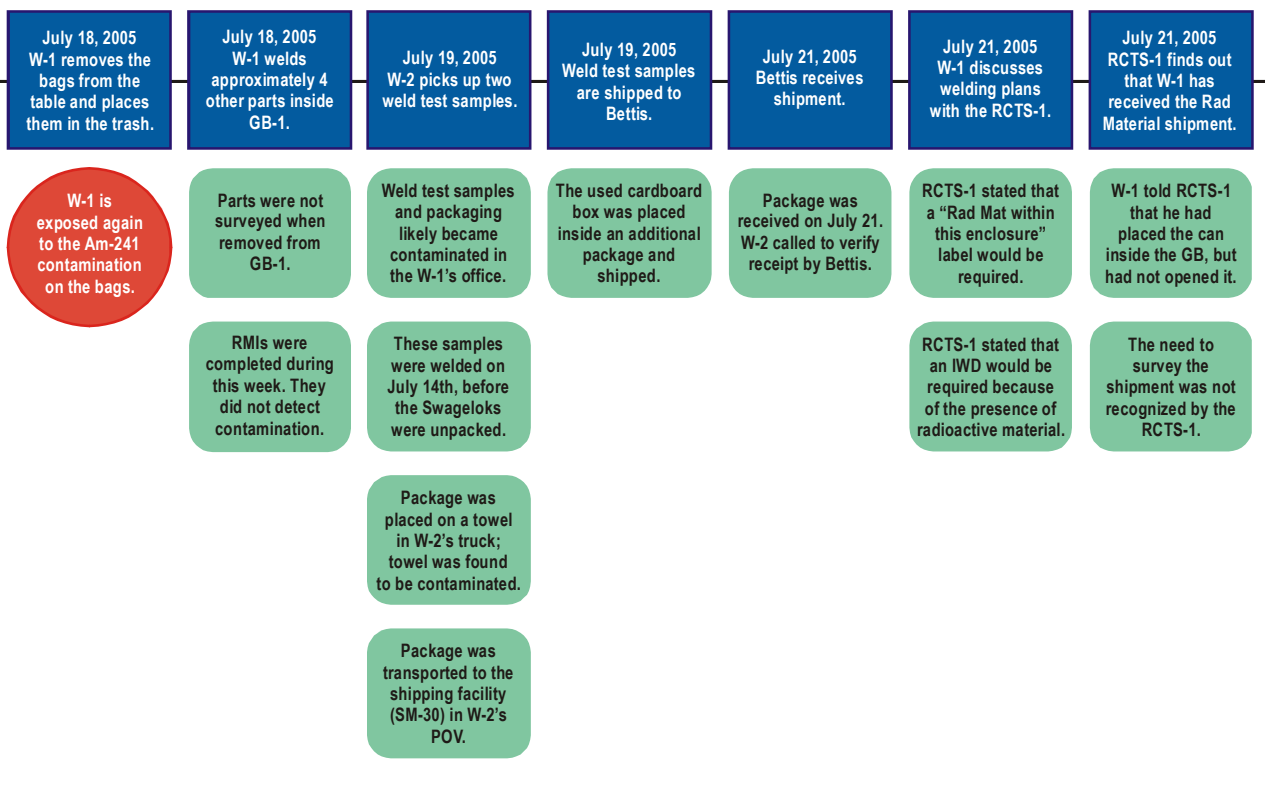 July 18, 2005
W-1 removes the
bags from the
table and places
them in the trash.
July 18, 2005
W-1 welds
approximately 4
other parts inside
GB-1.
July 19, 2005
W-2 picks up two
weld test samples.
July 19, 2005
Weld test samples
are shipped to
Bettis.
July 21, 2005
Bettis receives
shipment.
July 21, 2005
W-1 discusses
welding plans
with the RCTS-1.
July 21, 2005
RCTS-1 finds out
that W-1 has
received the Rad
Material shipment.
W-1 is
exposed again
to the Am-241
contamination
on the bags.
Parts were not
surveyed when
removed from
GB-1.
RMIs were
completed during
this week. They
did not detect
contamination.
Weld test samples
and packaging
likely became
contaminated in
the W-1's office.
These samples
were welded on
July 14th, before
the Swageloks
were unpacked.
Package was
placed on a towel
in W-2's truck;
towel was found
to be contaminated.
Package was
transported to the
shipping facility
(SM-30) in W-2's
POV.
The used cardboard
box was placed
inside an additional
package and
shipped.
Package was
received on July 21.
W-2 called to verify
receipt by Bettis.
RCTS-1 stated that
a “Rad Mat within
this enclosure”
label would be
required.
RCTS-1 stated that
an IWD would be
required because
of the presence of
radioactive material.
W-1 told RCTS-1
that he had
placed the can
inside the GB, but
had not opened it.
The need to
survey the
shipment was not
recognized by the
RCTS-1.